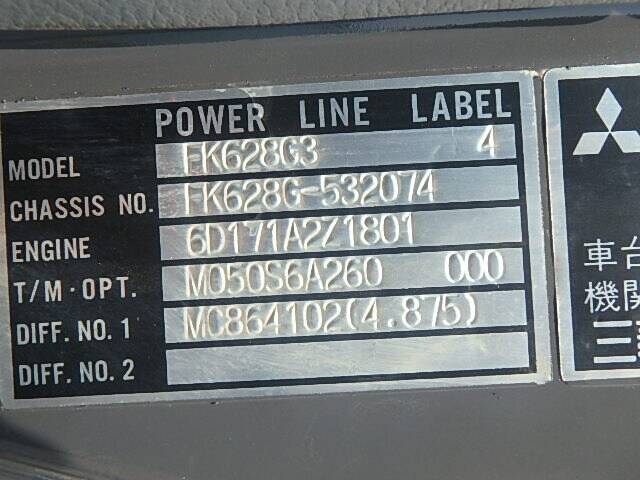 POWER LINE LABEL
MODEL FK628G3 4
CHASSIS NO. FK628G-532074
ENGINE 6D171A2Z1801
T/M·OPT. M050S6A260 000
DIFF. NO. 1 MC864102(4.875)
DIFF. NO. 2
車台
機関